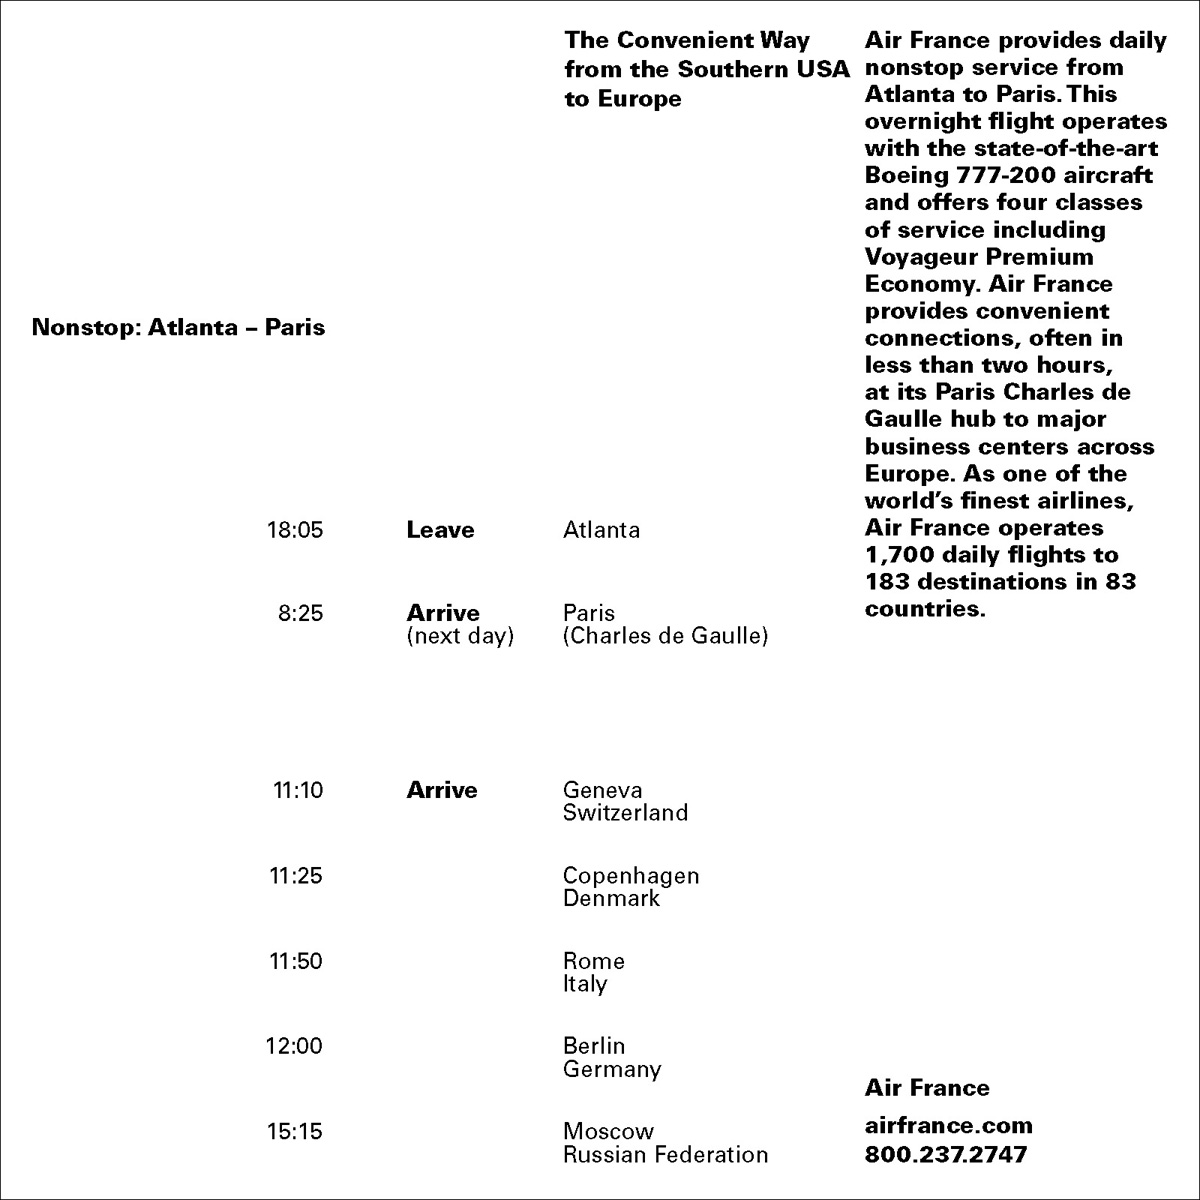 The Convenient Way
from the Southern USA
to Europe
Air France provides daily
nonstop service from
Atlanta to Paris. This
overnight flight operates
with the state-of-the-art
Boeing 777-200 aircraft
and offers four classes
of service including
Voyageur Premium
Economy. Air France
provides convenient
connections, often in
less than two hours,
at its Paris Charles de
Gaulle hub to major
business centers across
Europe. As one of the
world’s finest airlines,
Air France operates
1,700 daily flights to
183 destinations in 83
countries.
Nonstop: Atlanta – Paris
18:05 Leave Atlanta
8:25 Arrive Paris
(next day) (Charles de Gaulle)
11:10 Arrive Geneva
Switzerland
11:25 Copenhagen
Denmark
11:50 Rome
Italy
12:00 Berlin
Germany
15:15 Moscow
Russian Federation
Air France
airfrance.com
800.237.2747